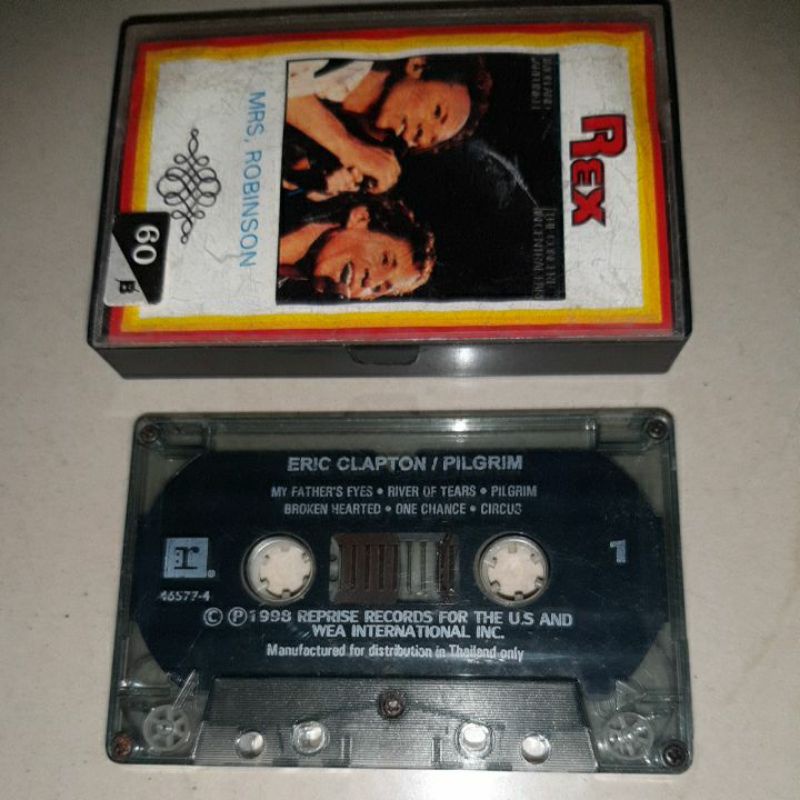 REX
MRS, ROBINSON
60
B
ERIC CLAPTON / PILGRIM
MY FATHER'S EYES • RIVER OF TEARS • PILGRIM
BROKEN HEARTED • ONE CHANCE • CIRCUS
r ®
1
46577-4
© ℗ 1998 REPRISE RECORDS FOR THE U.S AND
WEA INTERNATIONAL INC.
Manufactured for distribution in Thailand only